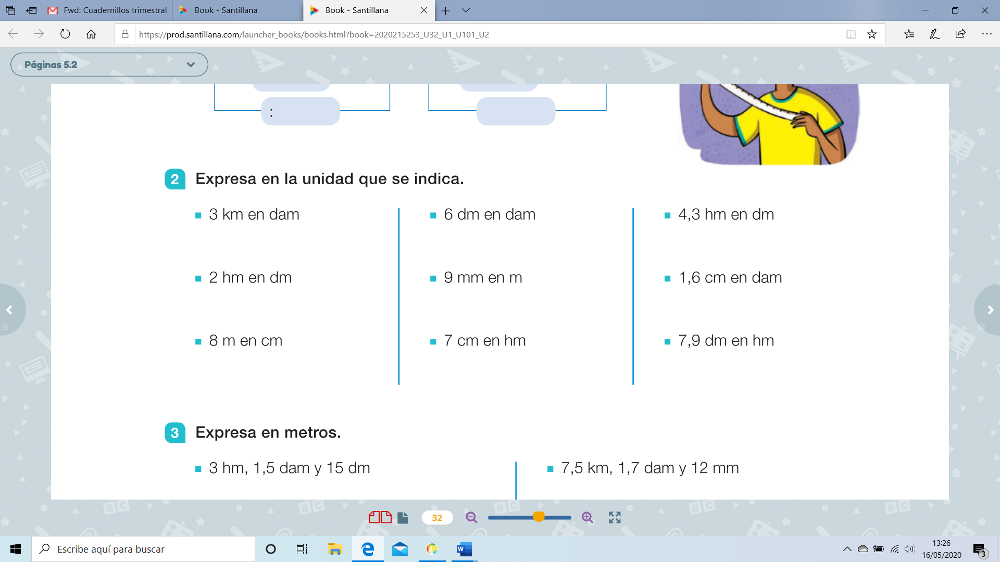 Fwd: Cuadernillos trimestral
Book - Santillana
Book - Santillana
https://prod.santillana.com/launcher_books/books.html?book=2020215253_U32_U1_U101_U2
Páginas 5.2
:
2 Expresa en la unidad que se indica.
3 km en dam
6 dm en dam
4,3 hm en dm
2 hm en dm
9 mm en m
1,6 cm en dam
8 m en cm
7 cm en hm
7,9 dm en hm
3 Expresa en metros.
3 hm, 1,5 dam y 15 dm
7,5 km, 1,7 dam y 12 mm
32
Escribe aquí para buscar
13:26
16/05/2020
3